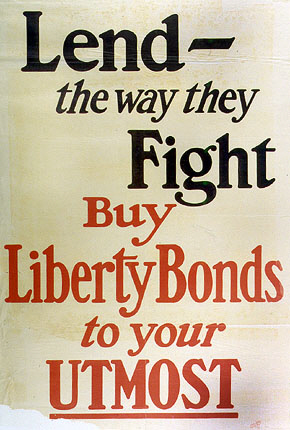 Lend—
the way they
Fight
Buy
Liberty Bonds
to your
UTMOST